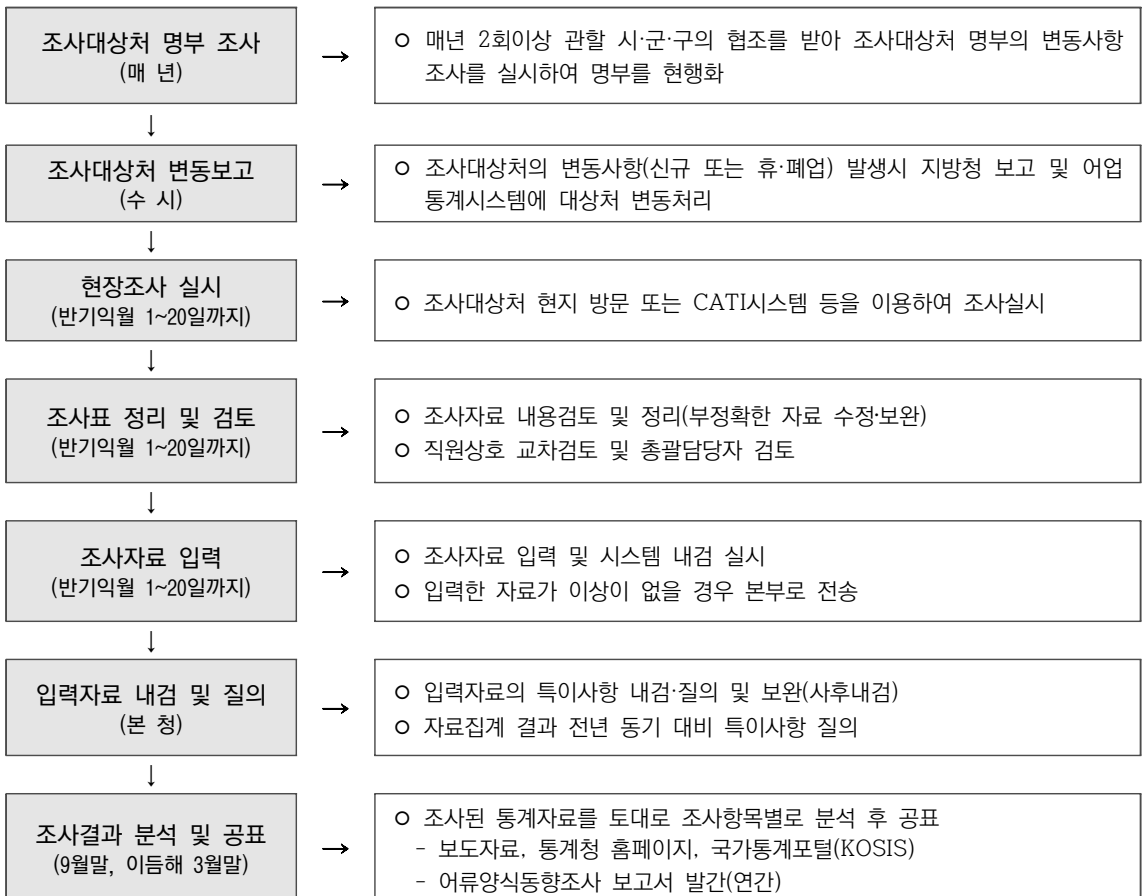 조사대상처 명부 조사
(매 년)
→
○ 매년 2회이상 관할 시·군·구의 협조를 받아 조사대상처 명부의 변동사항
조사를 실시하여 명부를 현행화
↓
조사대상처 변동보고
(수 시)
→
○ 조사대상처의 변동사항(신규 또는 휴·폐업) 발생시 지방청 보고 및 어업
통계시스템에 대상처 변동처리
↓
현장조사 실시
(반기익월 1~20일까지)
→
○ 조사대상처 현지 방문 또는 CATI시스템 등을 이용하여 조사실시
↓
조사표 정리 및 검토
(반기익월 1~20일까지)
→
○ 조사자료 내용검토 및 정리(부정확한 자료 수정·보완)
○ 직원상호 교차검토 및 총괄담당자 검토
↓
조사자료 입력
(반기익월 1~20일까지)
→
○ 조사자료 입력 및 시스템 내검 실시
○ 입력한 자료가 이상이 없을 경우 본부로 전송
↓
입력자료 내검 및 질의
(본 청)
→
○ 입력자료의 특이사항 내검·질의 및 보완(사후내검)
○ 자료집계 결과 전년 동기 대비 특이사항 질의
↓
조사결과 분석 및 공표
(9월말, 이듬해 3월말)
→
○ 조사된 통계자료를 토대로 조사항목별로 분석 후 공표
- 보도자료, 통계청 홈페이지, 국가통계포털(KOSIS)
- 어류양식동향조사 보고서 발간(연간)